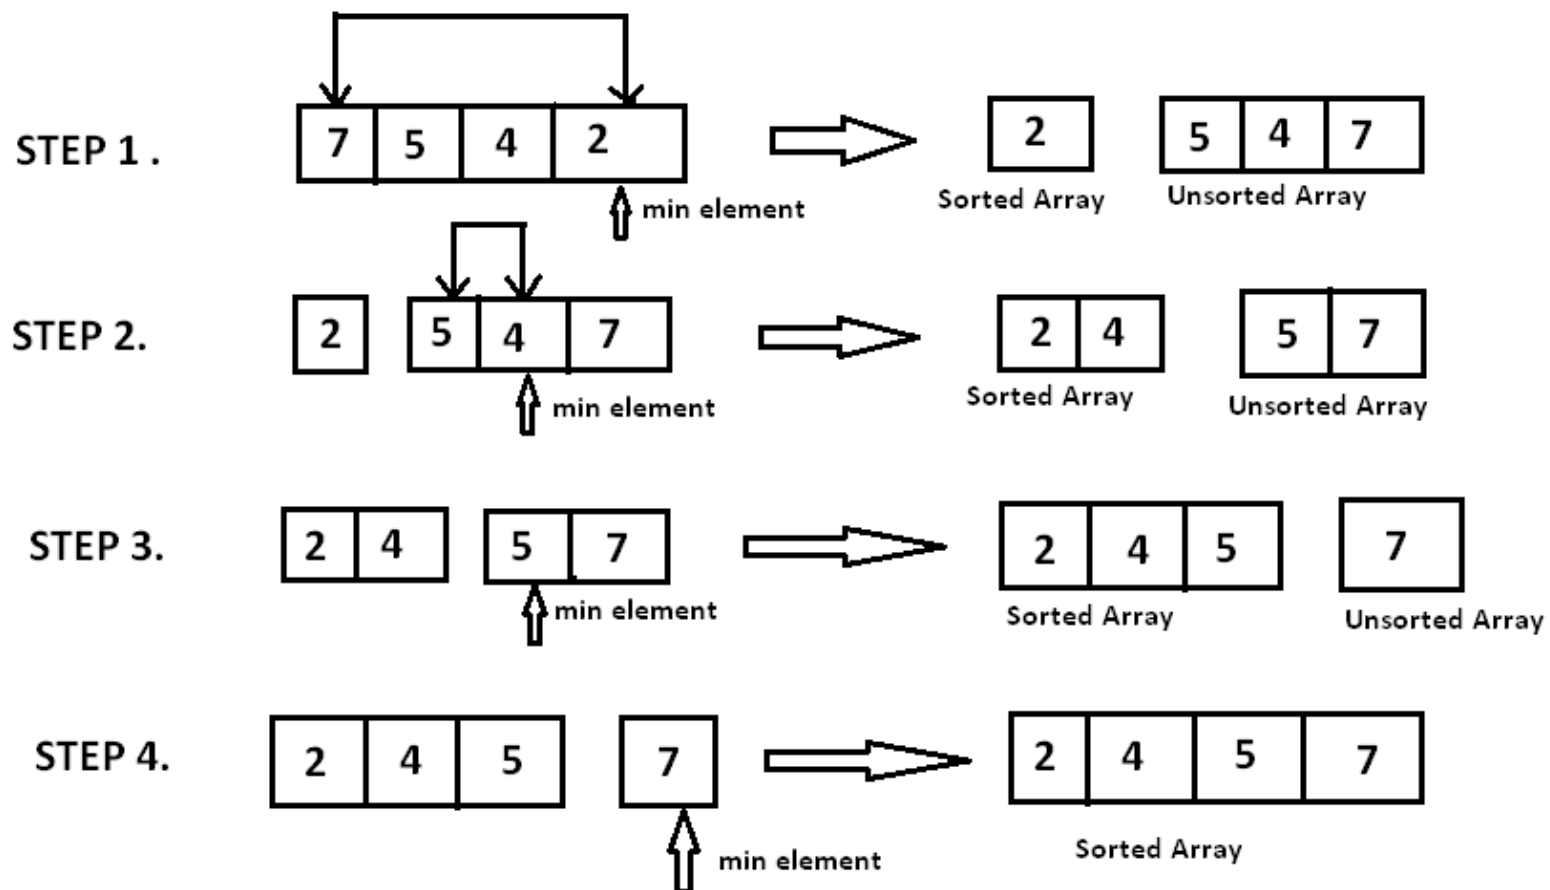 STEP 1 .
7 5 4 2
min element
2
Sorted Array
5 4 7
Unsorted Array
STEP 2.
2
5 4 7
min element
2 4
Sorted Array
5 7
Unsorted Array
STEP 3.
2 4
5 7
min element
2 4 5
Sorted Array
7
Unsorted Array
STEP 4.
2 4 5
7
min element
2 4 5 7
Sorted Array